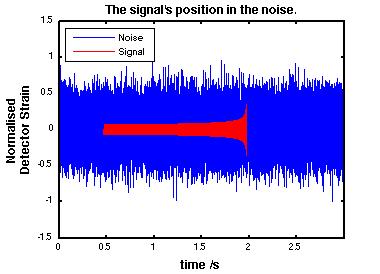 The signal's position in the noise.
Noise
Signal
Normalised
Detector Strain
1.5
1
0.5
0
-0.5
-1
-1.5
0 0.5 1 1.5 2 2.5
time /s